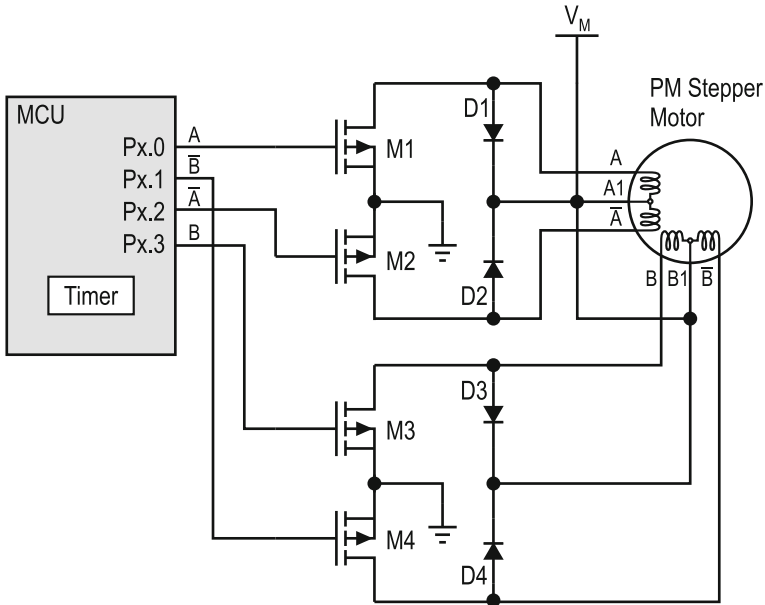 V_M
PM Stepper
Motor
MCU
Px.0
A
Px.1
B̅
Px.2
A̅
Px.3
B
Timer
M1
M2
D1
D2
A
A1
A̅
B B1 B̅
M3
M4
D3
D4